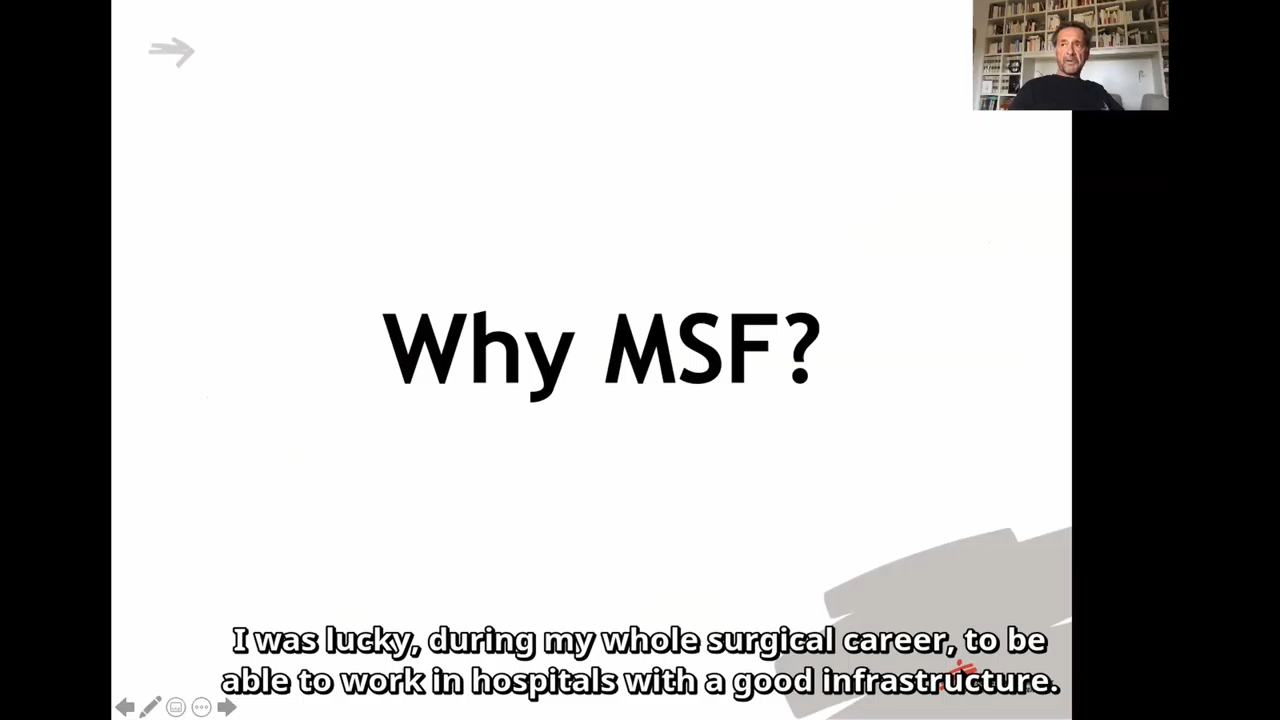 Why MSF?
I was lucky, during my whole surgical career, to be
able to work in hospitals with a good infrastructure.